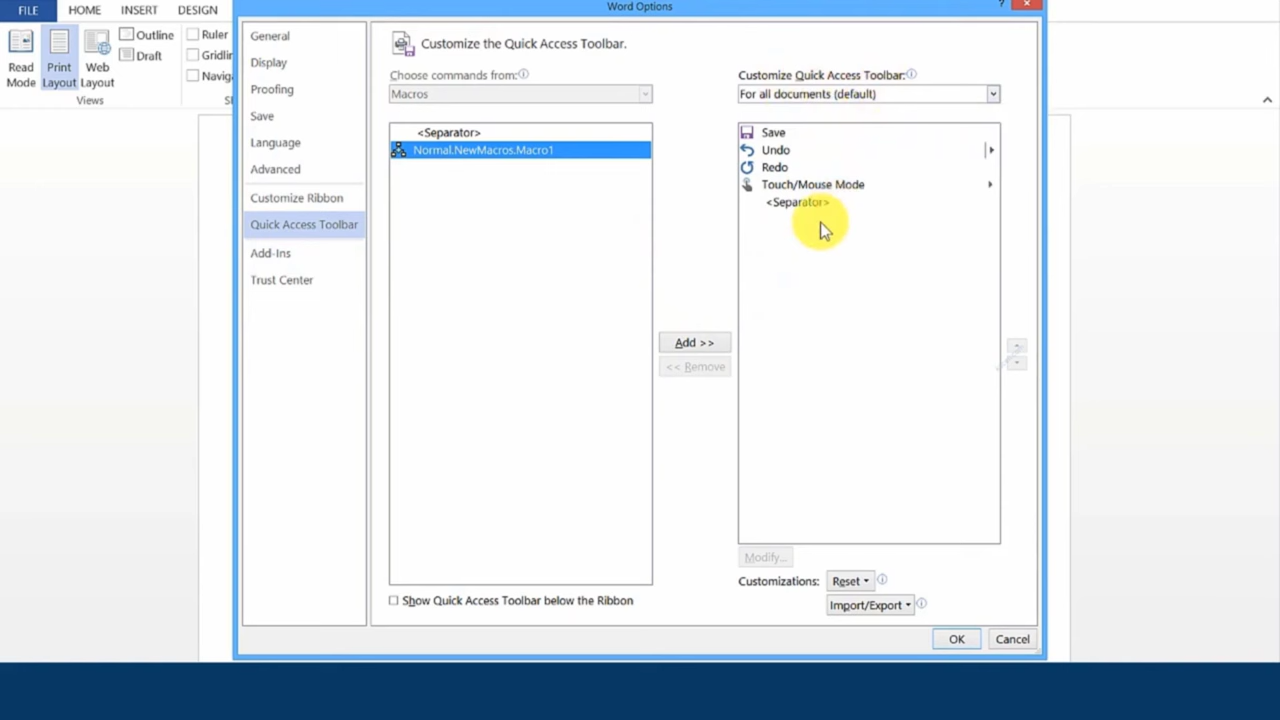 Word Options
?
FILE HOME INSERT DESIGN
Read Mode
Print Layout
Web Layout
Outline
Draft
Views
Ruler
Gridlin
Naviga
General
Display
Proofing
Save
Language
Advanced
Customize Ribbon
Quick Access Toolbar
Add-Ins
Trust Center
Customize the Quick Access Toolbar.
Choose commands from:
Macros
<Separator>
Normal.NewMacros.Macro1
Add >>
<< Remove
Customize Quick Access Toolbar:
For all documents (default)
Save
Undo
Redo
Touch/Mouse Mode
<Separator>
Modify...
Customizations: Reset
Import/Export
Show Quick Access Toolbar below the Ribbon
OK Cancel